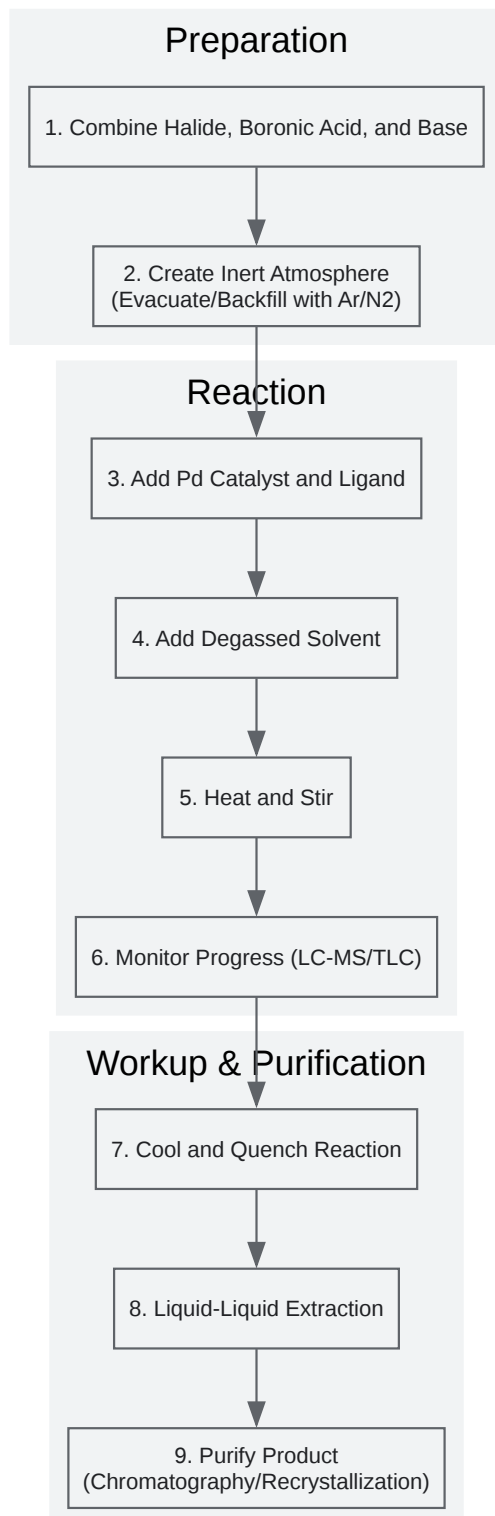 Preparation
1. Combine Halide, Boronic Acid, and Base
2. Create Inert Atmosphere
(Evacuate/Backfill with Ar/N2)
Reaction
3. Add Pd Catalyst and Ligand
4. Add Degassed Solvent
5. Heat and Stir
6. Monitor Progress (LC-MS/TLC)
Workup & Purification
7. Cool and Quench Reaction
8. Liquid-Liquid Extraction
9. Purify Product
(Chromatography/Recrystallization)